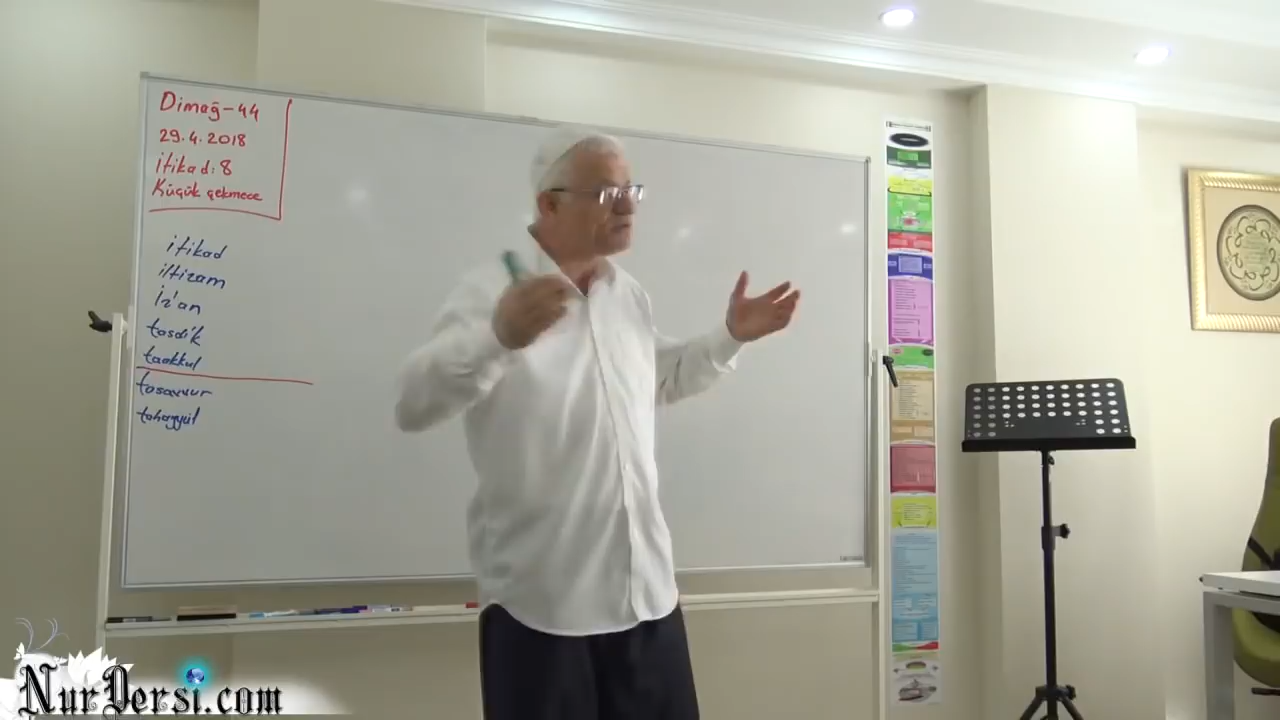 Dimağ-44
29.4.2018
itikad: 8
Küçük çekmece
itikad
iltizam
iz'an
tasdik
taakkul
tasavvur
tahayyül
NurDersi.com